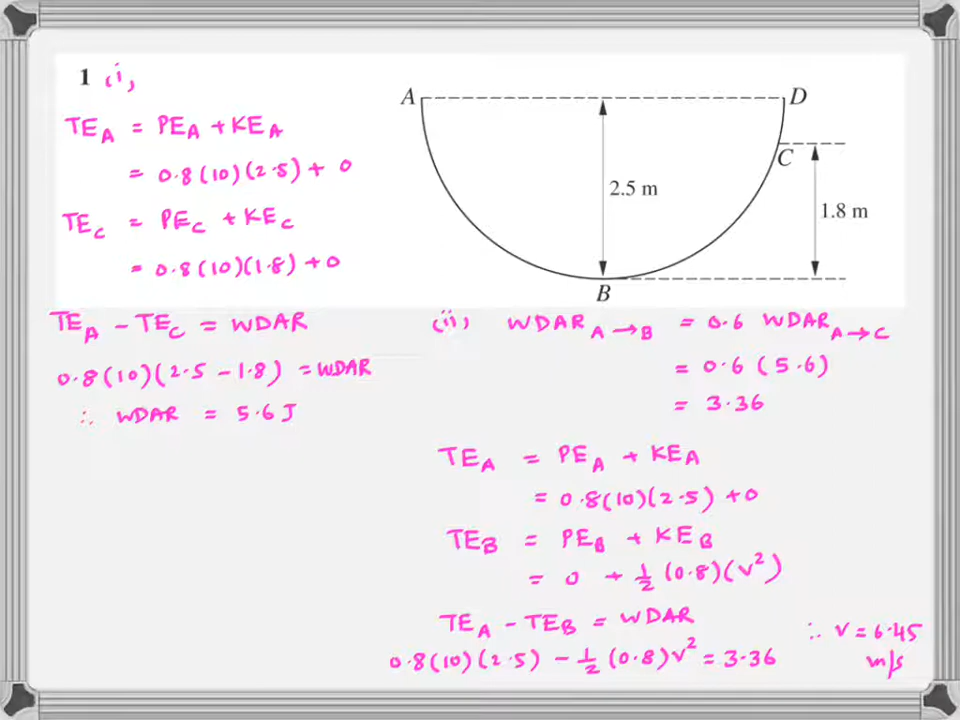 1 (i)
TE_A = PE_A + KE_A
= 0.8(10)(2.5) + 0
TE_C = PE_C + KE_C
= 0.8(10)(1.8) + 0
TE_A - TE_C = WDAR
0.8(10)(2.5 - 1.8) = WDAR
∴ WDAR = 5.6 J
A
D
C
2.5 m
1.8 m
B
(ii) WDAR_A→B = 0.6 WDAR_A→C
= 0.6 (5.6)
= 3.36
TE_A = PE_A + KE_A
= 0.8(10)(2.5) + 0
TE_B = PE_B + KE_B
= 0 + 1/2 (0.8)(v²)
TE_A - TE_B = WDAR
0.8(10)(2.5) - 1/2 (0.8)v² = 3.36
∴ v = 6.45
m/s